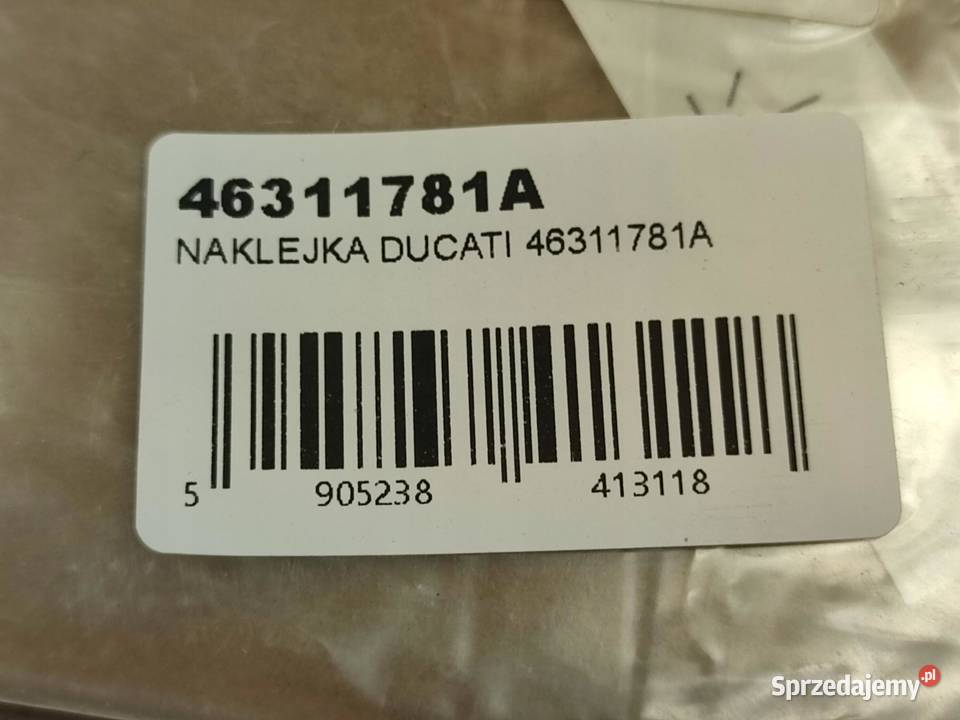 46311781A
NAKLEJKA DUCATI 46311781A
5 905238 413118
Sprzedajemy.pl